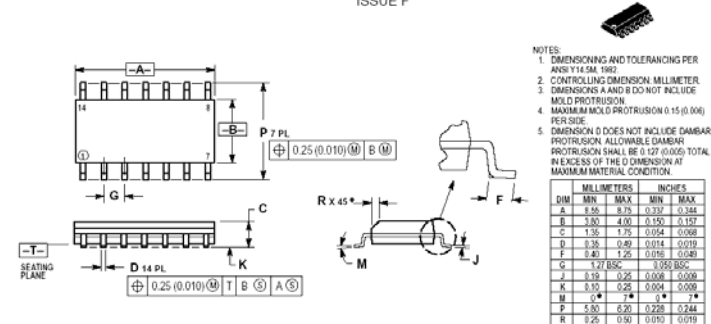 ISSUE F
–A–
14
8
–B–
P 7 PL
1
7
⌖ 0.25 (0.010) Ⓜ B Ⓜ
G
C
R X 45°
F
–T–
SEATING
PLANE
D 14 PL
K
M
J
⌖ 0.25 (0.010) Ⓜ T B Ⓢ A Ⓢ
NOTES:
1. DIMENSIONING AND TOLERANCING PER
ANSI Y14.5M, 1982.
2. CONTROLLING DIMENSION: MILLIMETER.
3. DIMENSIONS A AND B DO NOT INCLUDE
MOLD PROTRUSION.
4. MAXIMUM MOLD PROTRUSION 0.15 (0.006)
PER SIDE.
5. DIMENSION D DOES NOT INCLUDE DAMBAR
PROTRUSION. ALLOWABLE DAMBAR
PROTRUSION SHALL BE 0.127 (0.005) TOTAL
IN EXCESS OF THE D DIMENSION AT
MAXIMUM MATERIAL CONDITION.
MILLIMETERS INCHES
DIM MIN MAX MIN MAX
A 8.55 8.75 0.337 0.344
B 3.80 4.00 0.150 0.157
C 1.35 1.75 0.054 0.068
D 0.35 0.49 0.014 0.019
F 0.40 1.25 0.016 0.049
G 1.27 BSC 0.050 BSC
J 0.19 0.25 0.008 0.009
K 0.10 0.25 0.004 0.009
M 0° 7° 0° 7°
P 5.80 6.20 0.228 0.244
R 0.25 0.50 0.010 0.019